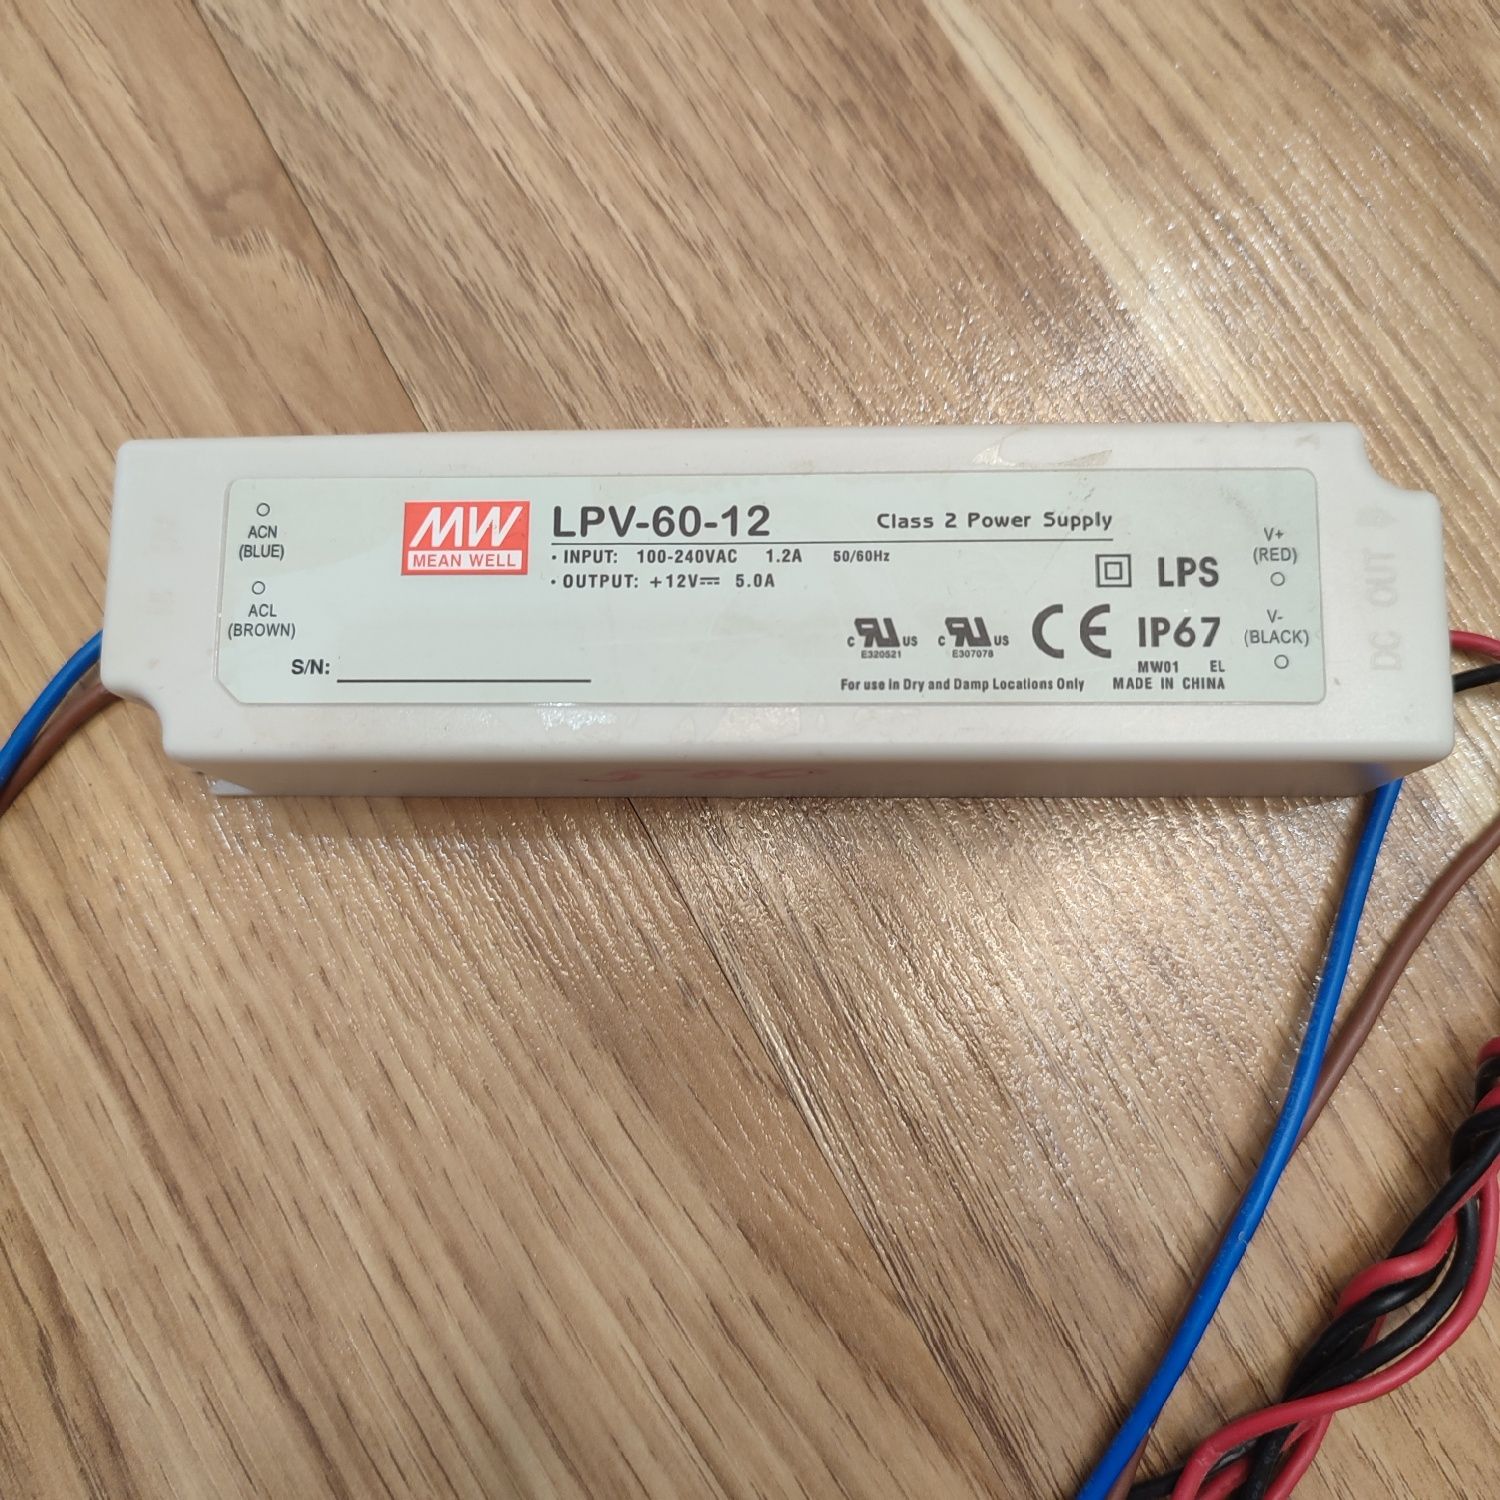 ACN
(BLUE)
ACL
(BROWN)
MW
MEAN WELL
LPV-60-12
Class 2 Power Supply
· INPUT: 100-240VAC 1.2A 50/60Hz
· OUTPUT: +12V⎓ 5.0A
S/N:
LPS
c RU US
E320521
c RU US
E307078
CE
IP67
MW01 EL
For use in Dry and Damp Locations Only
MADE IN CHINA
V+
(RED)
V-
(BLACK)
DC OUT